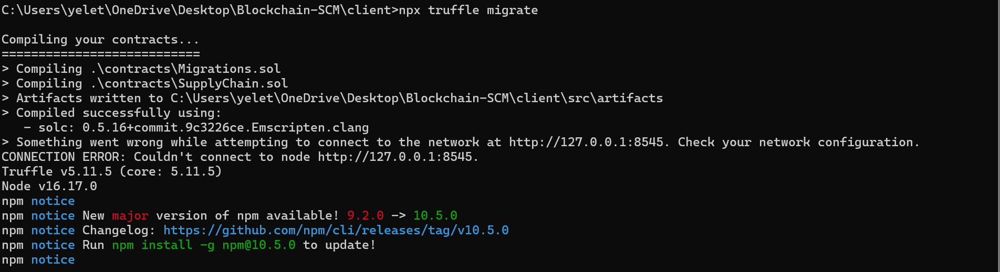 C:\Users\yelet\OneDrive\Desktop\Blockchain-SCM\client>npx truffle migrate
Compiling your contracts...
===========================
> Compiling .\contracts\Migrations.sol
> Compiling .\contracts\SupplyChain.sol
> Artifacts written to C:\Users\yelet\OneDrive\Desktop\Blockchain-SCM\client\src\artifacts
> Compiled successfully using:
   - solc: 0.5.16+commit.9c3226ce.Emscripten.clang
> Something went wrong while attempting to connect to the network at http://127.0.0.1:8545. Check your network configuration.
CONNECTION ERROR: Couldn't connect to node http://127.0.0.1:8545.
Truffle v5.11.5 (core: 5.11.5)
Node v16.17.0
npm notice
npm notice New major version of npm available! 9.2.0 -> 10.5.0
npm notice Changelog: https://github.com/npm/cli/releases/tag/v10.5.0
npm notice Run npm install -g npm@10.5.0 to update!
npm notice